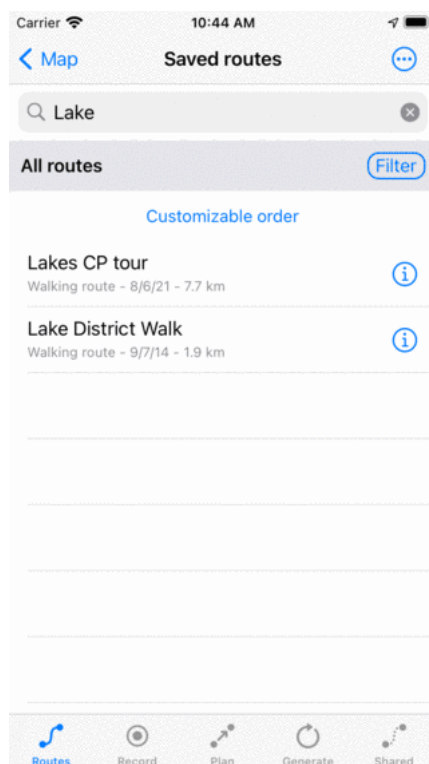 Carrier 10:44 AM
Map Saved routes
Lake
All routes Filter
Customizable order
Lakes CP tour
Walking route - 8/6/21 - 7.7 km
Lake District Walk
Walking route - 9/7/14 - 1.9 km
Routes Record Plan Generate Shared